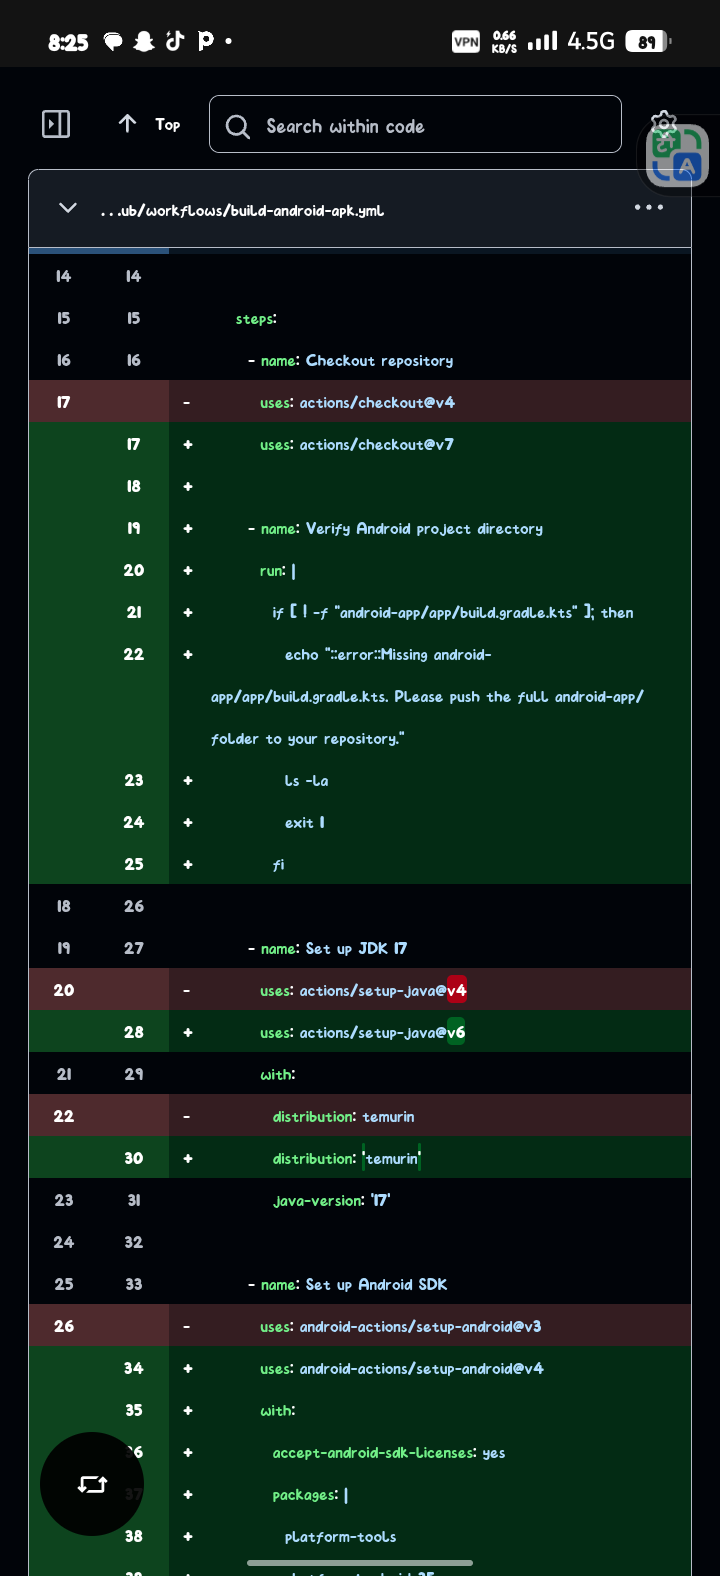 8:25
VPN 0.66 KB/S 4.5G 89
Top
Search within code
...ub/workflows/build-android-apk.yml
14 14
15 15 steps:
16 16 - name: Checkout repository
17 - uses: actions/checkout@v4
17 + uses: actions/checkout@v7
18 +
19 + - name: Verify Android project directory
20 + run: |
21 + if [ ! -f "android-app/app/build.gradle.kts" ]; then
22 + echo "::error::Missing android-
app/app/build.gradle.kts. Please push the full android-app/
folder to your repository."
23 + ls -la
24 + exit 1
25 + fi
18 26
19 27 - name: Set up JDK 17
20 - uses: actions/setup-java@v4
28 + uses: actions/setup-java@v6
21 29 with:
22 - distribution: temurin
30 + distribution: 'temurin'
23 31 java-version: '17'
24 32
25 33 - name: Set up Android SDK
26 - uses: android-actions/setup-android@v3
34 + uses: android-actions/setup-android@v4
35 + with:
36 + accept-android-sdk-licenses: yes
37 + packages: |
38 + platform-tools